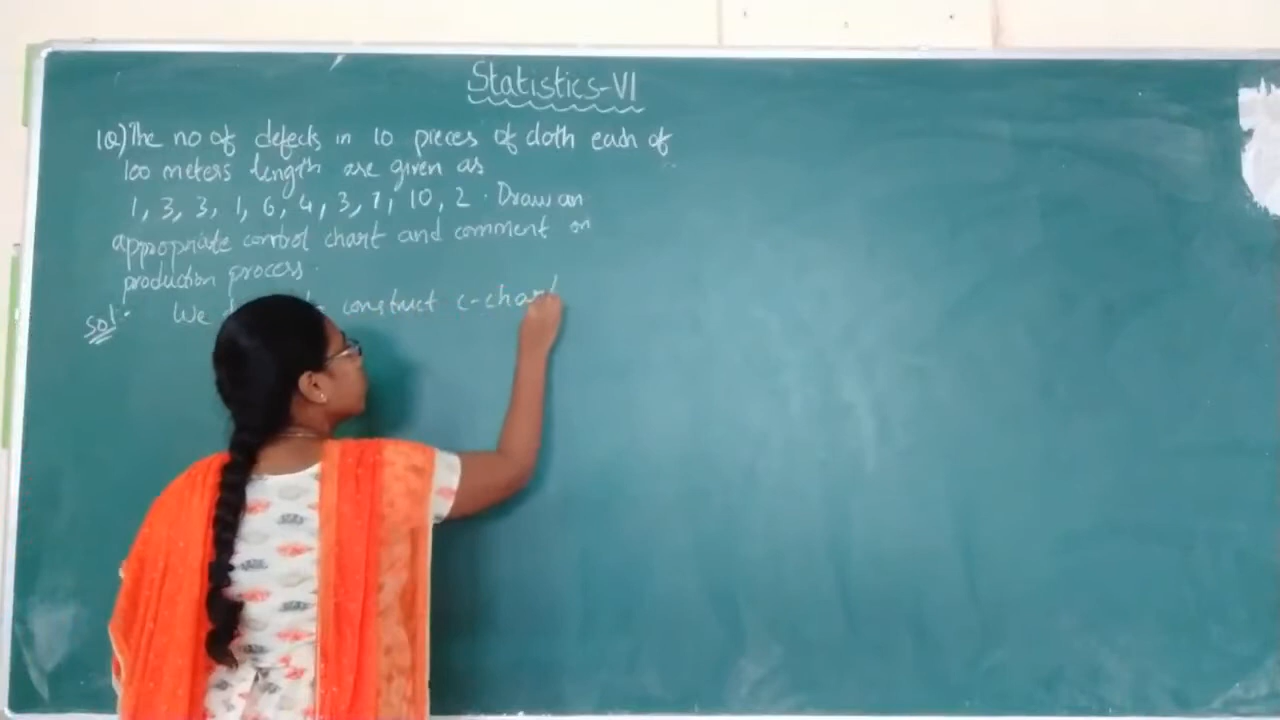 Statistics-VI
1Q) The no of defects in 10 pieces of cloth each of
100 meters length are given as
1, 3, 3, 1, 6, 4, 3, 7, 10, 2. Draw an
appropriate control chart and comment on
production process.
Sol:- We construct c-chart